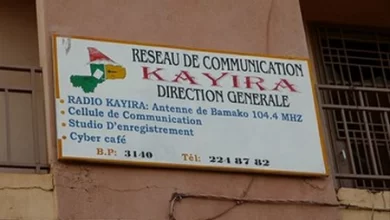 RESEAU DE COMMUNICATION
KAYIRA
DIRECTION GENERALE
• RADIO KAYIRA: Antenne de Bamako 104.4 MHZ
• Cellule de Communication
• Studio D'enregistrement
• Cyber café
B.P: 3140 Tél: 224 87 82